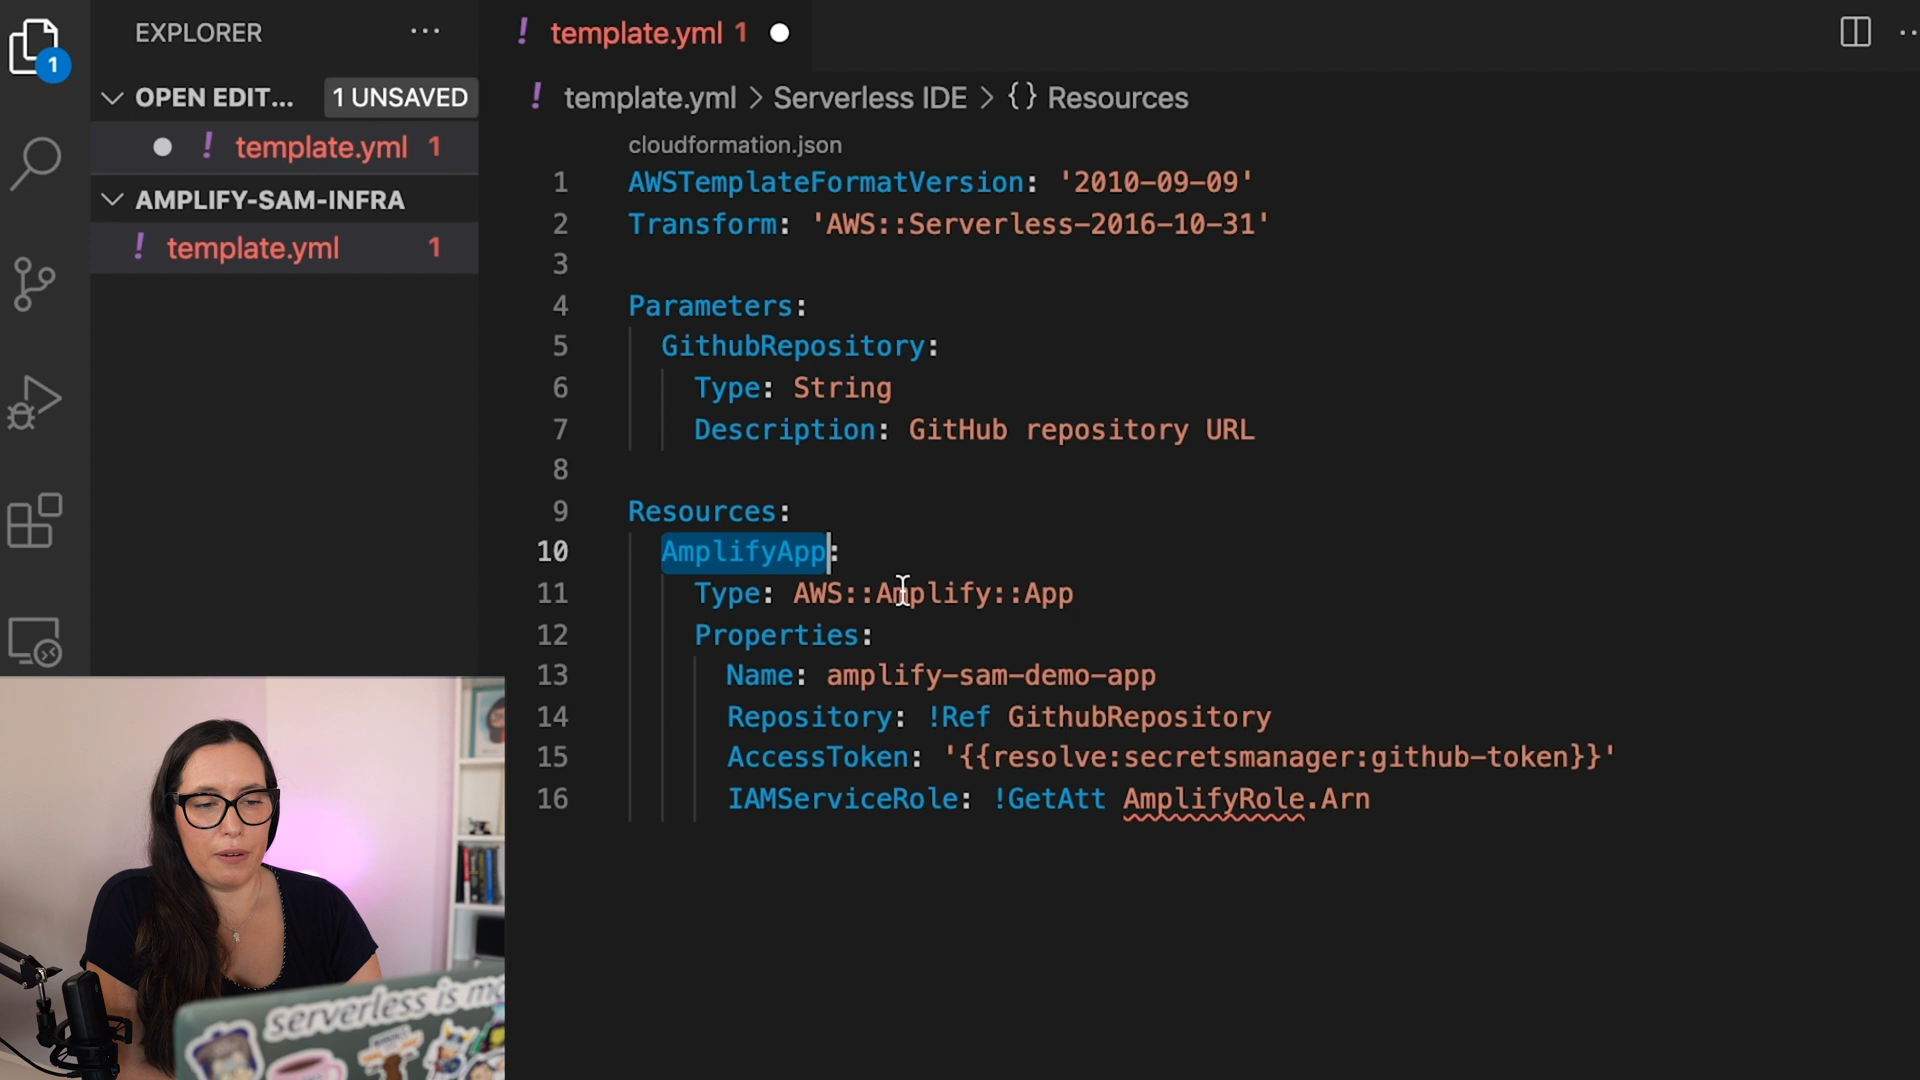 EXPLORER
OPEN EDIT...
1 UNSAVED
template.yml 1
AMPLIFY-SAM-INFRA
template.yml 1
1
template.yml 1
template.yml > Serverless IDE > {} Resources
cloudformation.json
1 AWSTemplateFormatVersion: '2010-09-09'
2 Transform: 'AWS::Serverless-2016-10-31'
3
4 Parameters:
5 GithubRepository:
6 Type: String
7 Description: GitHub repository URL
8
9 Resources:
10 AmplifyApp:
11 Type: AWS::Amplify::App
12 Properties:
13 Name: amplify-sam-demo-app
14 Repository: !Ref GithubRepository
15 AccessToken: '{{resolve:secretsmanager:github-token}}'
16 IAMServiceRole: !GetAtt AmplifyRole.Arn
serverless is